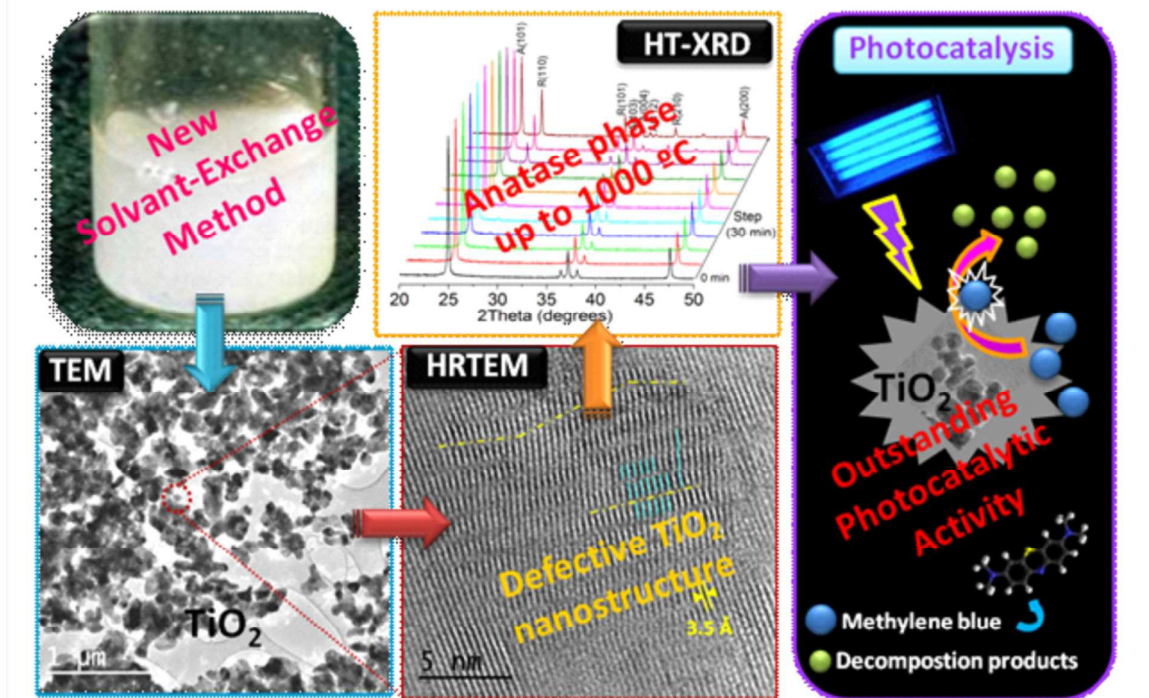 New
Solvant-Exchange
Method
HT-XRD
A(101)
R(110)
R(101)
R(210)
A(200)
Anatase phase
up to 1000 ºC
Step
(30 min)
0 min
20 25 30 35 40 45 50
2Theta (degrees)
TEM
TiO2
1 µm
HRTEM
Defective TiO2
nanostructure
3.5 Å
5 nm
Photocatalysis
TiO2
Outstanding
Photocatalytic
Activity
Methylene blue
Decompostion products